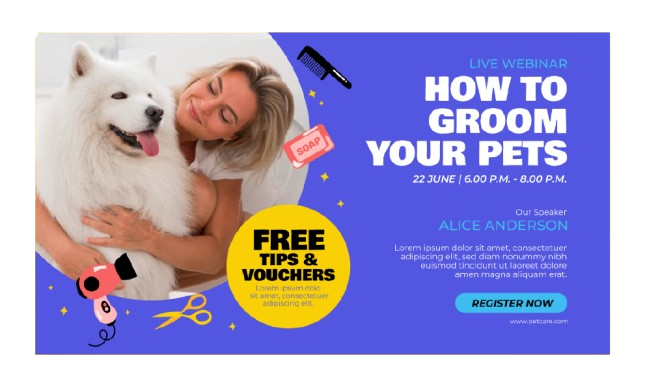 LIVE WEBINAR
HOW TO
GROOM
YOUR PETS
22 JUNE | 6.00 P.M. - 8.00 P.M.
Our Speaker
ALICE ANDERSON
Lorem ipsum dolor sit amet, consectetuer
adipiscing elit, sed diam nonummy nibh
euismod tincidunt ut laoreet dolore
amen magna aliquam erat.
REGISTER NOW
www.petcare.com
SOAP
FREE
TIPS &
VOUCHERS
Lorem ipsum dolo
sit amet, consectetuer
adipiscing elit.